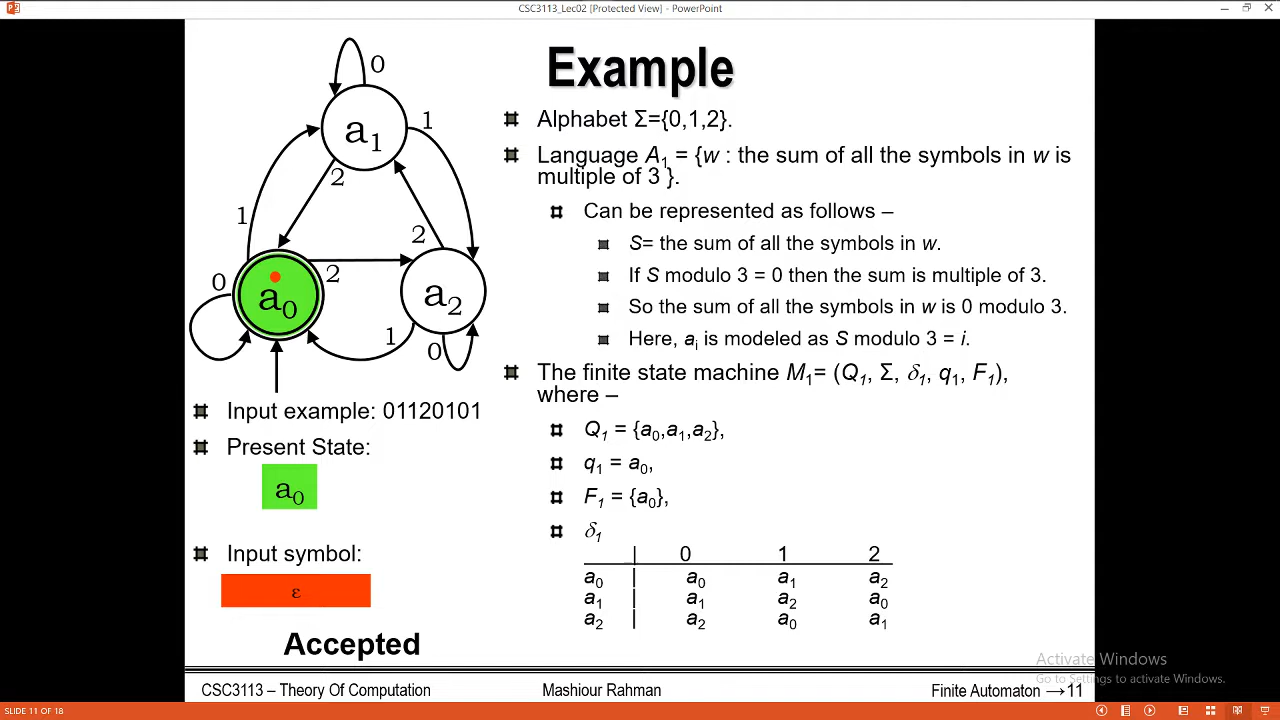 CSC3113_Lec02 [Protected View] - PowerPoint
Example
0
a1
1
2
1
2
0
a0
2
a2
1
0
Input example: 01120101
Present State:
a0
Input symbol:
ε
Accepted
Alphabet Σ={0,1,2}.
Language A1 = {w : the sum of all the symbols in w is
multiple of 3 }.
Can be represented as follows –
S= the sum of all the symbols in w.
If S modulo 3 = 0 then the sum is multiple of 3.
So the sum of all the symbols in w is 0 modulo 3.
Here, ai is modeled as S modulo 3 = i.
The finite state machine M1= (Q1, Σ, δ1, q1, F1),
where –
Q1 = {a0,a1,a2},
q1 = a0,
F1 = {a0},
δ1
| 0 1 2
a0 | a0 a1 a2
a1 | a1 a2 a0
a2 | a2 a0 a1
Activate Windows
Go to Settings to activate Windows.
CSC3113 – Theory Of Computation
Mashiour Rahman
Finite Automaton → 11
SLIDE 11 OF 18